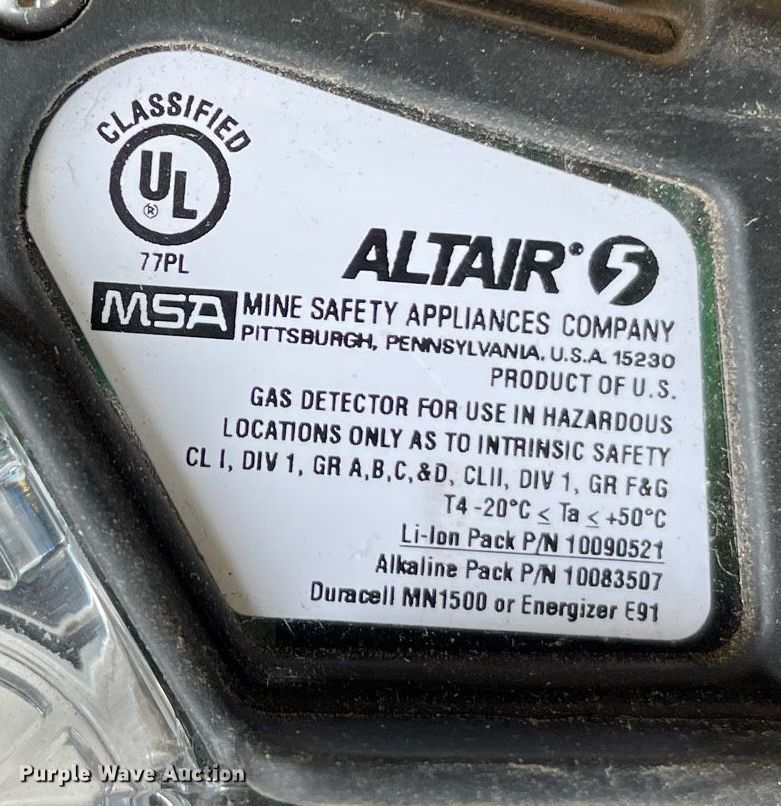 CLASSIFIED
UL
®
77PL
ALTAIR® 5
MSA
MINE SAFETY APPLIANCES COMPANY
PITTSBURGH, PENNSYLVANIA, U.S.A. 15230
PRODUCT OF U.S.
GAS DETECTOR FOR USE IN HAZARDOUS
LOCATIONS ONLY AS TO INTRINSIC SAFETY
CL I, DIV 1, GR A,B,C,&D, CLII, DIV 1, GR F&G
T4 -20°C ≤ Ta ≤ +50°C
Li-Ion Pack P/N 10090521
Alkaline Pack P/N 10083507
Duracell MN1500 or Energizer E91
Purple Wave Auction